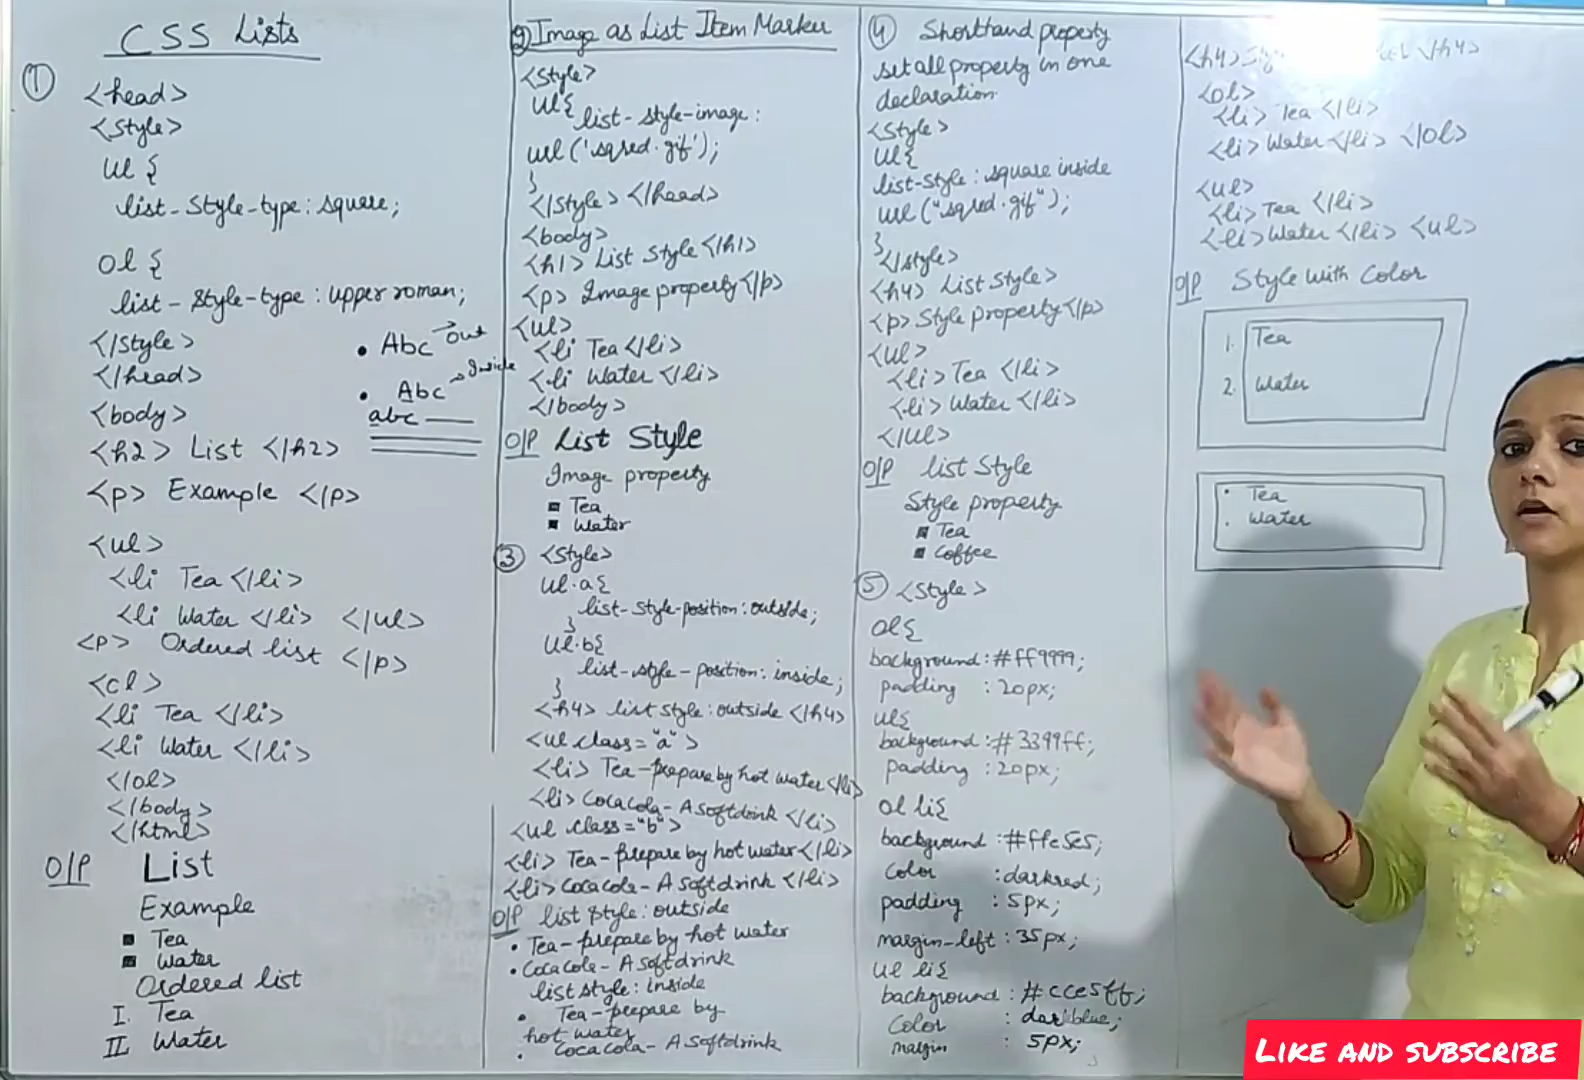 CSS Lists
①
<head>
<style>
ul {
list-style-type: square;
ol {
list-style-type: upper roman;
</style>
</head>
<body>
<h2> List </h2>
<p> Example </p>
• Abc → out
• Abc → Inside
abc
<ul>
<li Tea </li>
<li Water </li> </ul>
<p> Ordered list </p>
<cl>
<li Tea </li>
<li Water </li>
</ol>
</body>
</html>
O/P List
Example
■ Tea
■ Water
Ordered list
I. Tea
II Water
2) Image as List Item Marker
<style>
ul{
list-style-image:
url('sqred.gif');
}
</style> </head>
<body>
<h1> List Style </h1>
<p> Image property </p>
<ul>
<li Tea </li>
<li Water </li>
</body>
O/P List Style
Image property
■ Tea
■ Water
③ <style>
ul.a{
list-style-position: outside;
}
ul.b{
list-style-position: inside;
}
<h4> list style: outside </h4>
<ul class="a">
<li> Tea-prepare by hot water </li>
<li> Cocacola- A softdrink </li>
<ul class="b">
<li> Tea-prepare by hot water </li>
<li> Cocacola- A softdrink </li>
O/P list style: outside
• Tea-prepare by hot water
• Cocacola- A softdrink
list style: inside
• Tea-prepare by
hot water
• Cocacola- A softdrink
④ Shorthand property
set all property in one
declaration.
<style>
ul{
list-style: square inside
url("sqred.gif");
}
</style>
<h4> List Style>
<p> Style property </p>
<ul>
<li> Tea </li>
<li> Water </li>
</ul>
O/P list style
Style property
■ Tea
■ Coffee
⑤ <style>
ol{
background: #ff9999;
padding : 20px;
ul{
background: #3399ff;
padding : 20px;
ol li{
background : #ffe5e5;
color : darkred;
padding : 5px;
margin-left : 35px;
ul li{
background : #cce5ff;
color : darkblue;
margin : 5px;
<h4> </h4>
<ol>
<li> Tea </li>
<li> Water </li> </ol>
<ul>
<li> Tea </li>
<li> Water </li> <ul>
O/P Style with Color
1. Tea
2. Water
• Tea
• Water
LIKE AND SUBSCRIBE